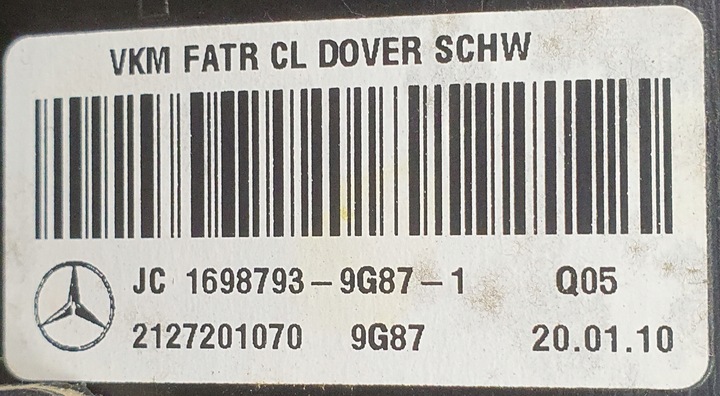 VKM FATR CL DOVER SCHW
JC 1698793-9G87-1 Q05
2127201070 9G87 20.01.10